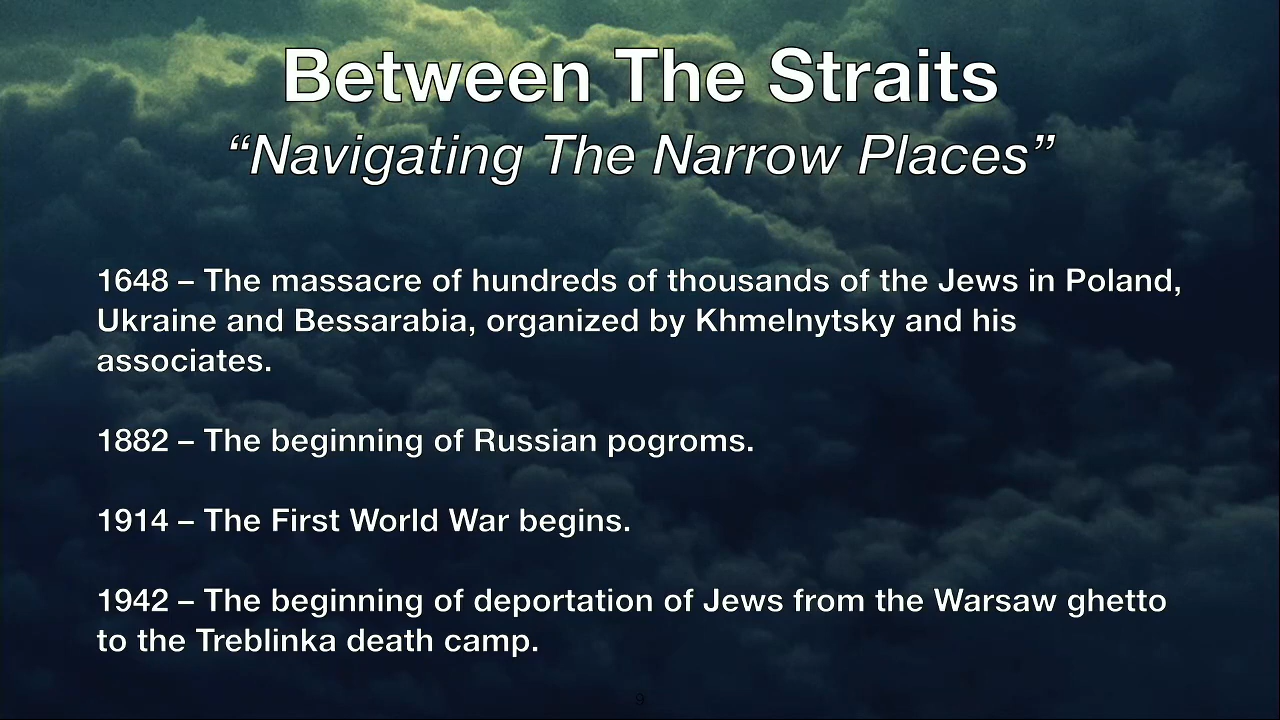 Between The Straits
“Navigating The Narrow Places”
1648 – The massacre of hundreds of thousands of the Jews in Poland,
Ukraine and Bessarabia, organized by Khmelnytsky and his
associates.
1882 – The beginning of Russian pogroms.
1914 – The First World War begins.
1942 – The beginning of deportation of Jews from the Warsaw ghetto
to the Treblinka death camp.
9